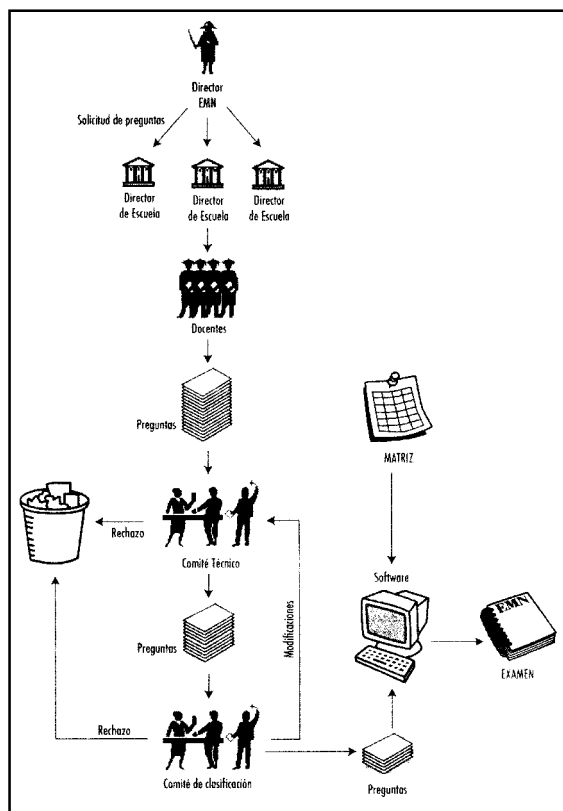 Director
EMN
Solicitud de preguntas
Director
de Escuela
Director
de Escuela
Director
de Escuela
Docentes
Preguntas
MATRIZ
Rechazo
Comité Técnico
Software
Modificaciones
EMN
EXAMEN
Preguntas
Rechazo
Comité de clasificación
Preguntas